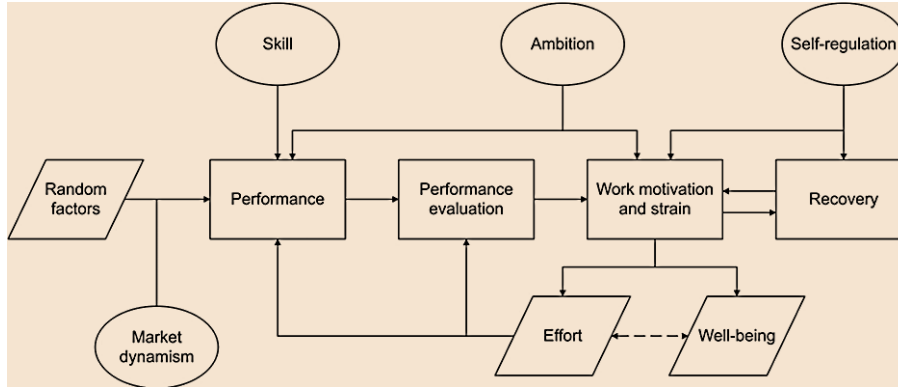 Skill
Ambition
Self-regulation
Random
factors
Performance
Performance
evaluation
Work motivation
and strain
Recovery
Market
dynamism
Effort
Well-being